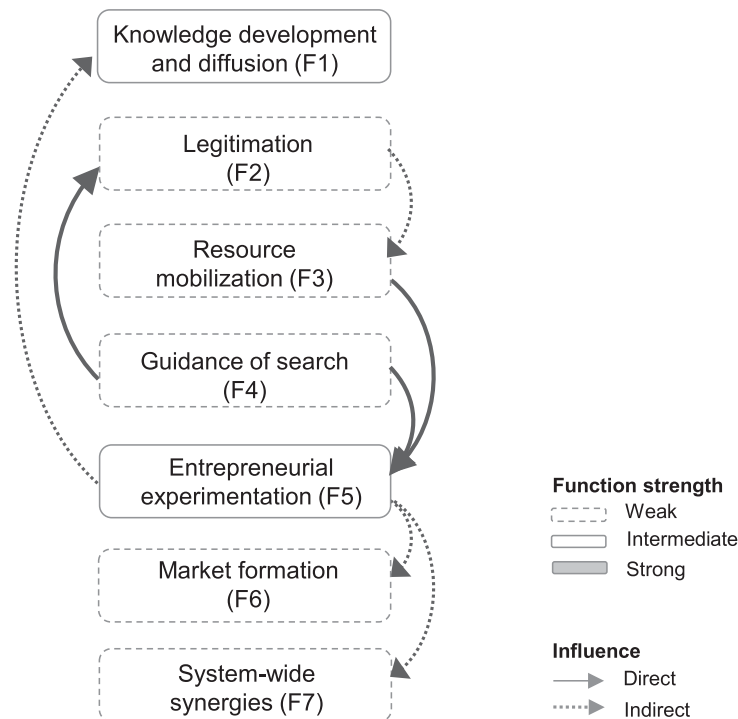 Knowledge development
and diffusion (F1)
Legitimation
(F2)
Resource
mobilization (F3)
Guidance of search
(F4)
Entrepreneurial
experimentation (F5)
Market formation
(F6)
System-wide
synergies (F7)
Function strength
Weak
Intermediate
Strong
Influence
Direct
Indirect